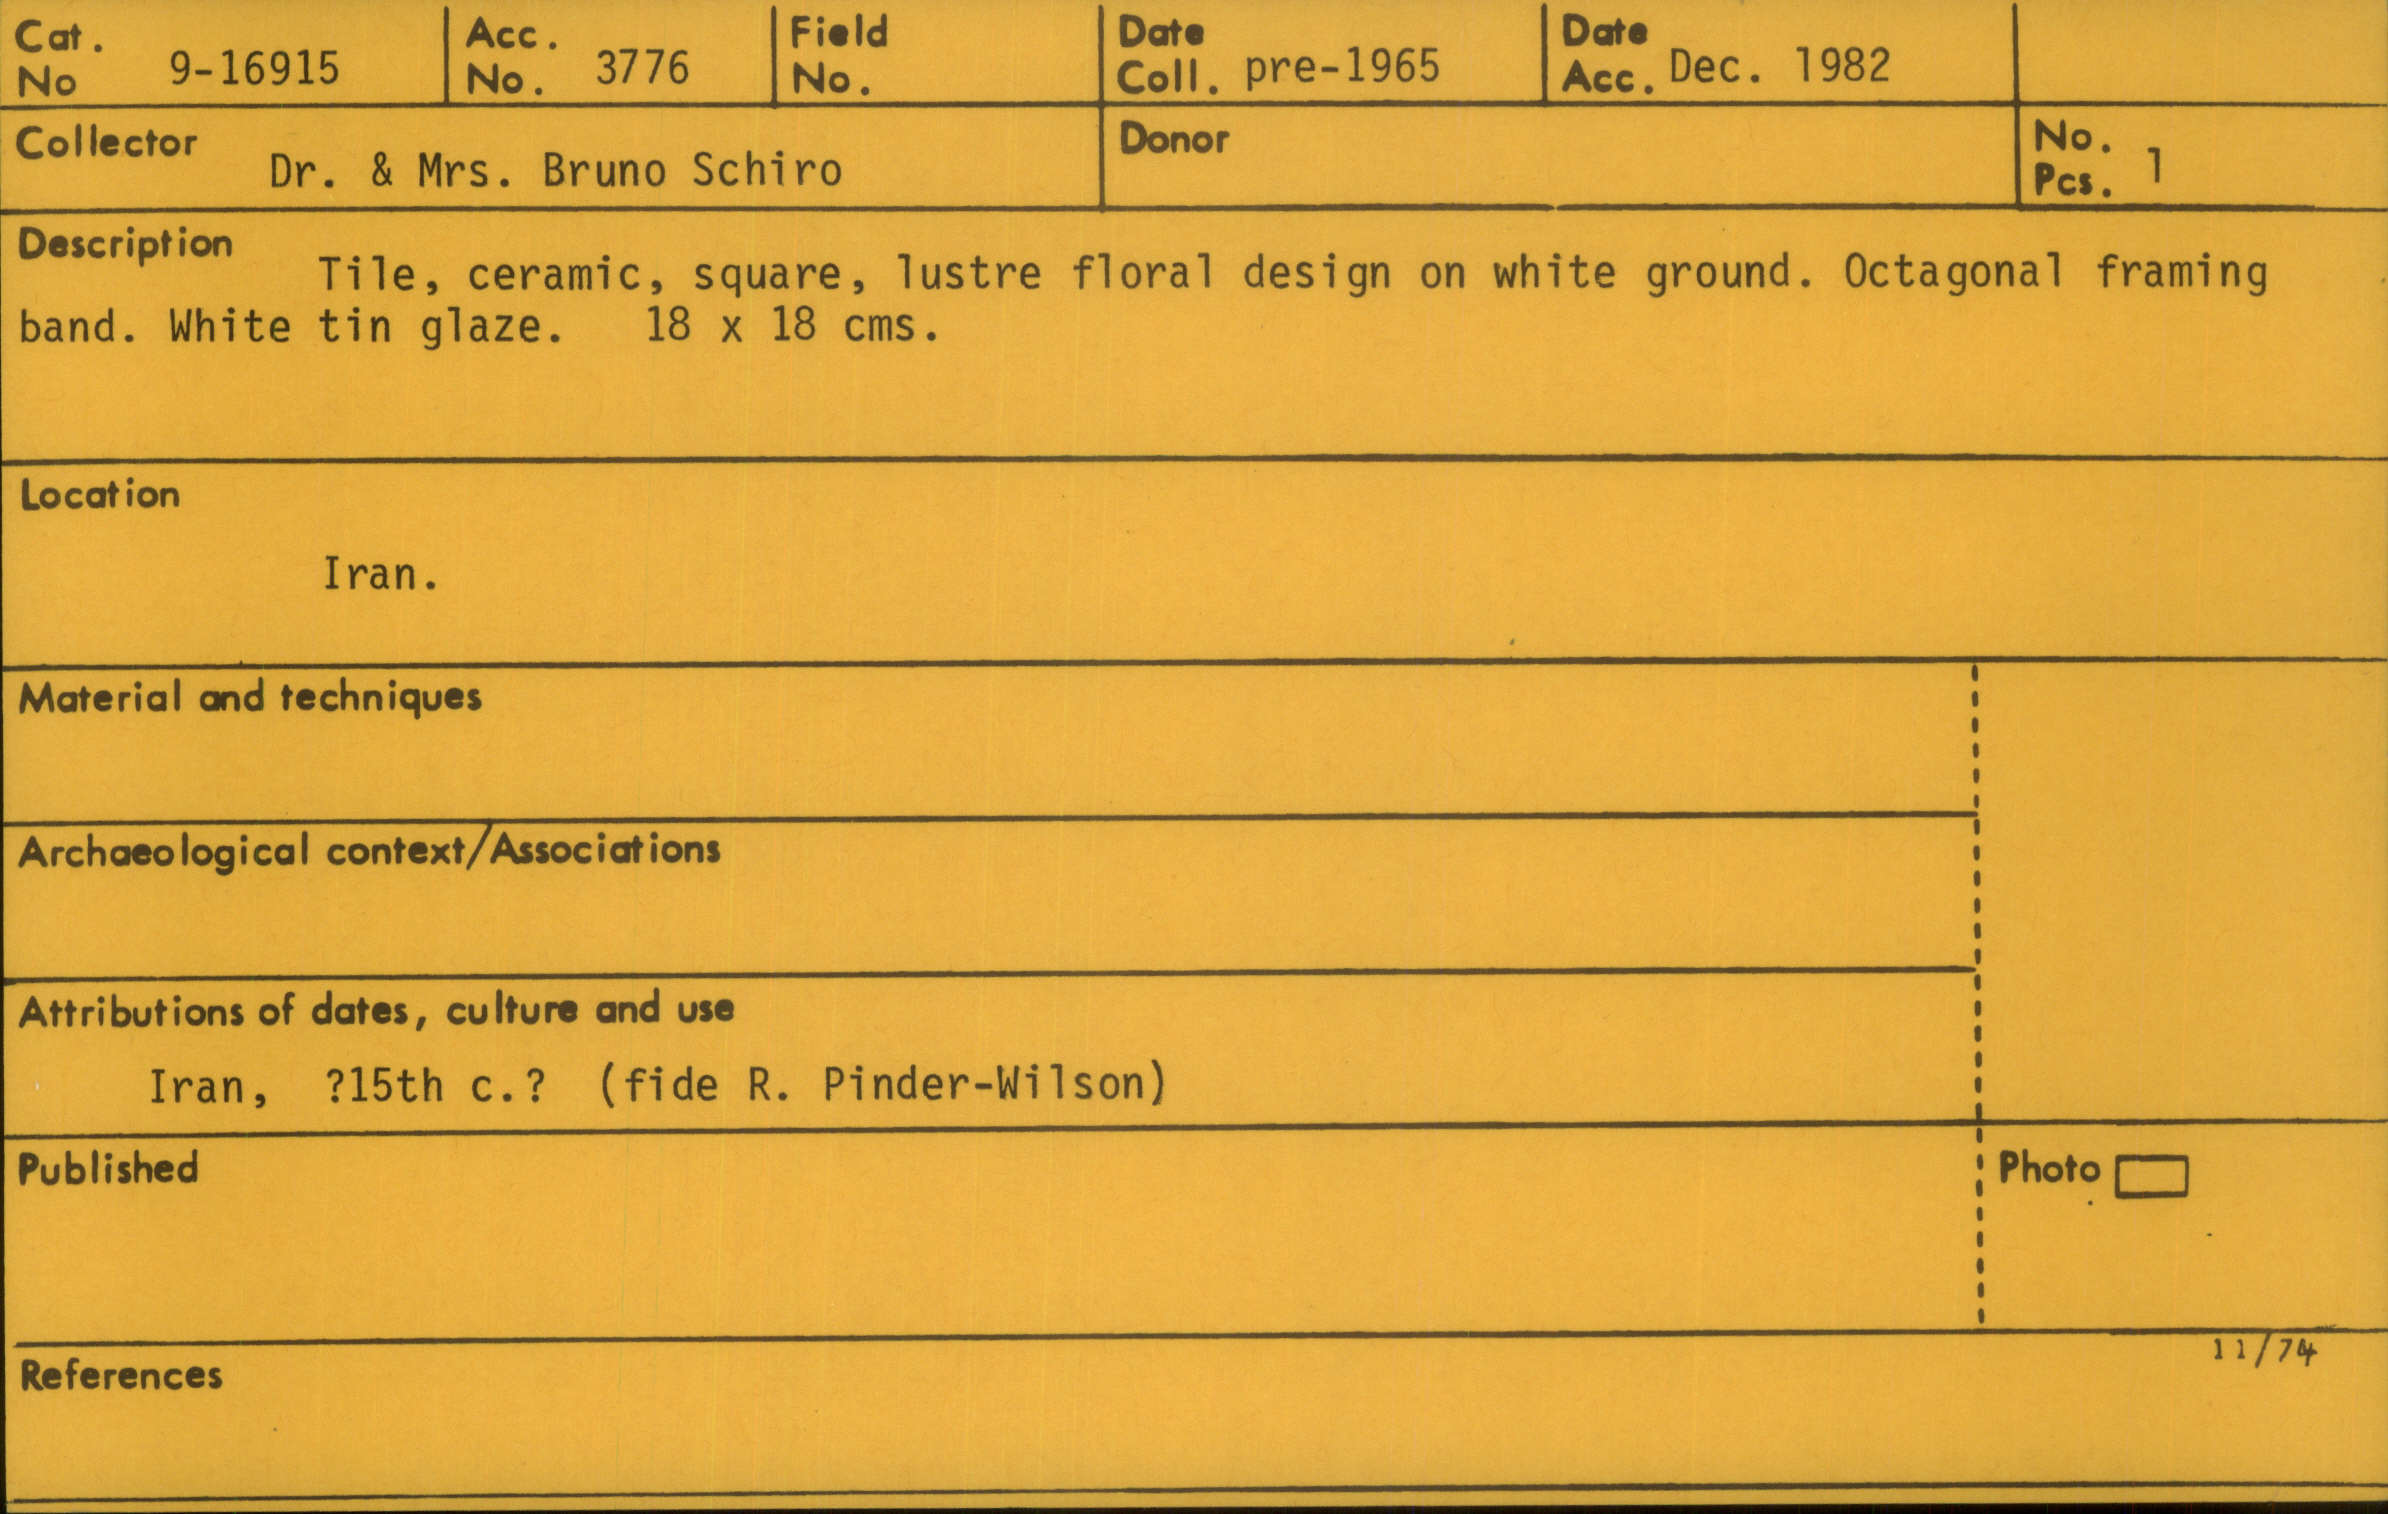 Cat. No 9-16915
Acc. No. 3776
Field No.
Date Coll. pre-1965
Date Acc. Dec. 1982
Collector Dr. & Mrs. Bruno Schiro
Donor
No. Pcs. 1
Description Tile, ceramic, square, lustre floral design on white ground. Octagonal framing
band. White tin glaze. 18 x 18 cms.
Location
Iran.
Material and techniques
Archaeological context/Associations
Attributions of dates, culture and use
Iran, ?15th c.? (fide R. Pinder-Wilson)
Published
Photo
11/74
References